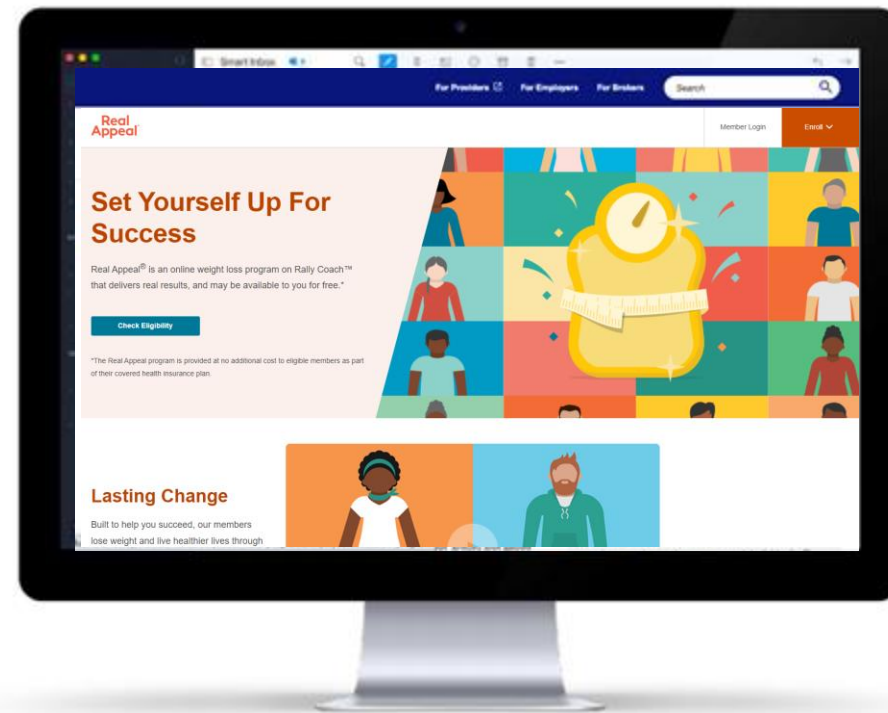 Smart Inbox
For Providers For Employers For Brokers Search
Real
Appeal
Member Login Enroll
Set Yourself Up For
Success
Real Appeal® is an online weight loss program on Rally Coach™
that delivers real results, and may be available to you for free.*
Check Eligibility
*The Real Appeal program is provided at no additional cost to eligible members as part
of their covered health insurance plan.
Lasting Change
Built to help you succeed, our members
lose weight and live healthier lives through